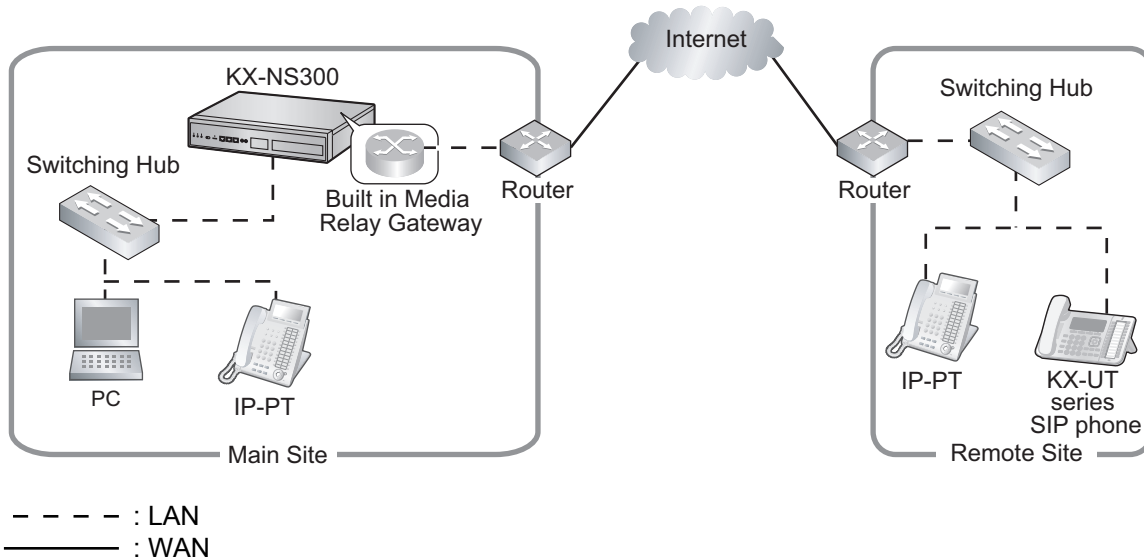 Internet
KX-NS300
Switching Hub
Built in Media
Relay Gateway
Router
PC
IP-PT
Main Site
Switching Hub
Router
IP-PT
KX-UT
series
SIP phone
Remote Site
: LAN
: WAN